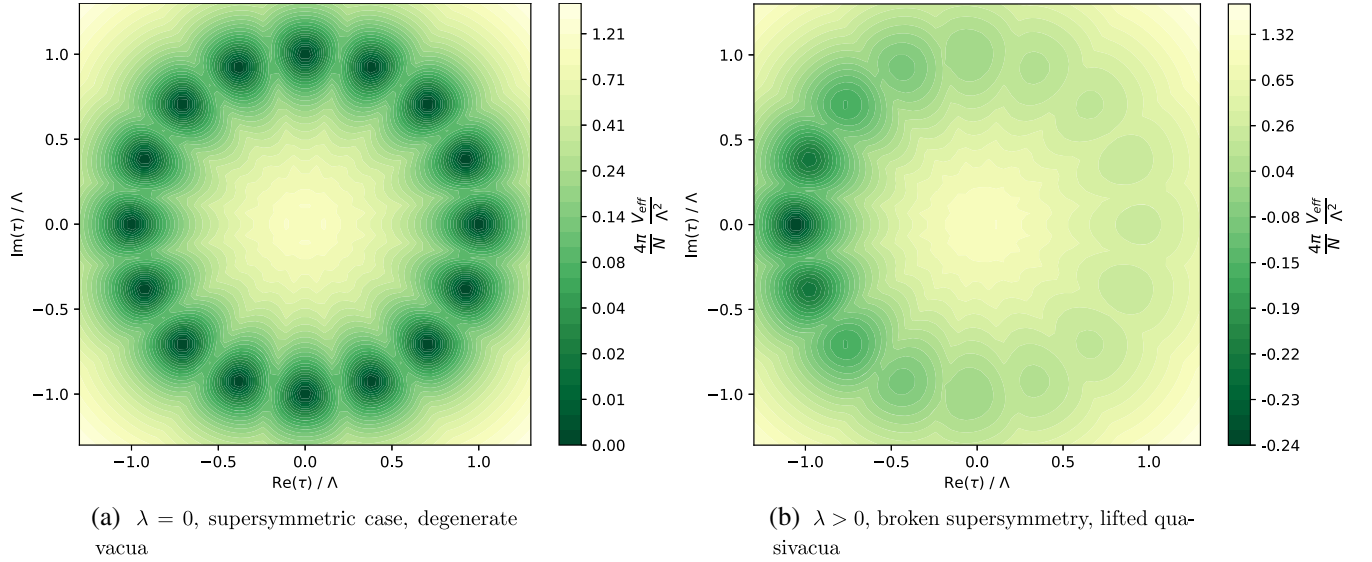 1.0
0.5
0.0
−0.5
−1.0
Im(τ) / Λ
−1.0 −0.5 0.0 0.5 1.0
Re(τ) / Λ
1.21
0.71
0.41
0.24
0.14
0.08
0.04
0.02
0.01
0.00
4π/N V_eff/Λ²
(a) λ = 0, supersymmetric case, degenerate
vacua
1.0
0.5
0.0
−0.5
−1.0
Im(τ) / Λ
−1.0 −0.5 0.0 0.5 1.0
Re(τ) / Λ
1.32
0.65
0.26
0.04
-0.08
-0.15
-0.19
-0.22
-0.23
-0.24
4π/N V_eff/Λ²
(b) λ > 0, broken supersymmetry, lifted qua-
sivacua